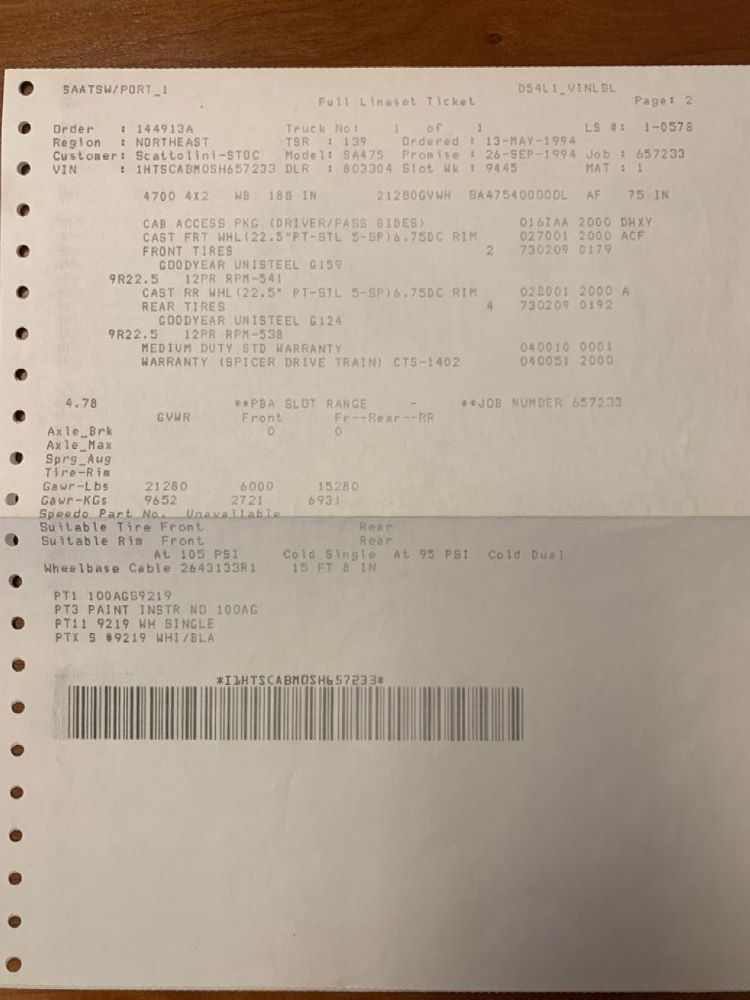 SAATSW/PORT_1 D54L1_VINLBL
Full Lineset Ticket Page: 2
Order : 144913A Truck No: 1 of 1 LS #: 1-0578
Region : NORTHEAST TSR : 139 Ordered : 13-MAY-1994
Customer: Scattolini-STOC Model: SA475 Promise : 26-SEP-1994 Job : 657233
VIN : 1HTSCABM0SH657233 DLR : 803304 Slot Wk : 9445 MAT : 1
4700 4X2 WB 188 IN 21280GVWH SA47540000DL AF 75 IN
CAB ACCESS PKG (DRIVER/PASS SIDES) 016ZAA 2000 DHXY
CAST FRT WHL(22.5"PT-STL 5-SP)6.75DC RIM 027001 2000 ACF
FRONT TIRES 2 730209 0179
GOODYEAR UNISTEEL G159
9R22.5 12PR RPM-541
CAST RR WHL(22.5" PT-STL 5-SP)6.75DC RIM 028001 2000 A
REAR TIRES 4 730209 0192
GOODYEAR UNISTEEL G124
9R22.5 12PR RPM-538
MEDIUM DUTY STD WARRANTY 040010 0001
WARRANTY (SPICER DRIVE TRAIN) CTS-1402 040051 2000
4.78 **PBA SLOT RANGE - **JOB NUMBER 657233
GVWR Front Fr--Rear--RR
Axle_Brk 0 0
Axle_Max
Sprg_Aug
Tire-Rim
Gawr-Lbs 21280 6000 15280
Gawr-KGs 9652 2721 6931
Speedo Part No. Unavailable
Suitable Tire Front Rear
Suitable Rim Front Rear
At 105 PSI Cold Single At 95 PSI Cold Dual
Wheelbase Cable 2643133R1 15 FT 8 IN
PT1 100AGS9219
PT3 PAINT INSTR NO 100AG
PT11 9219 WH SINGLE
PTX S #9219 WHI/BLA
*I1HTSCABM0SH657233*